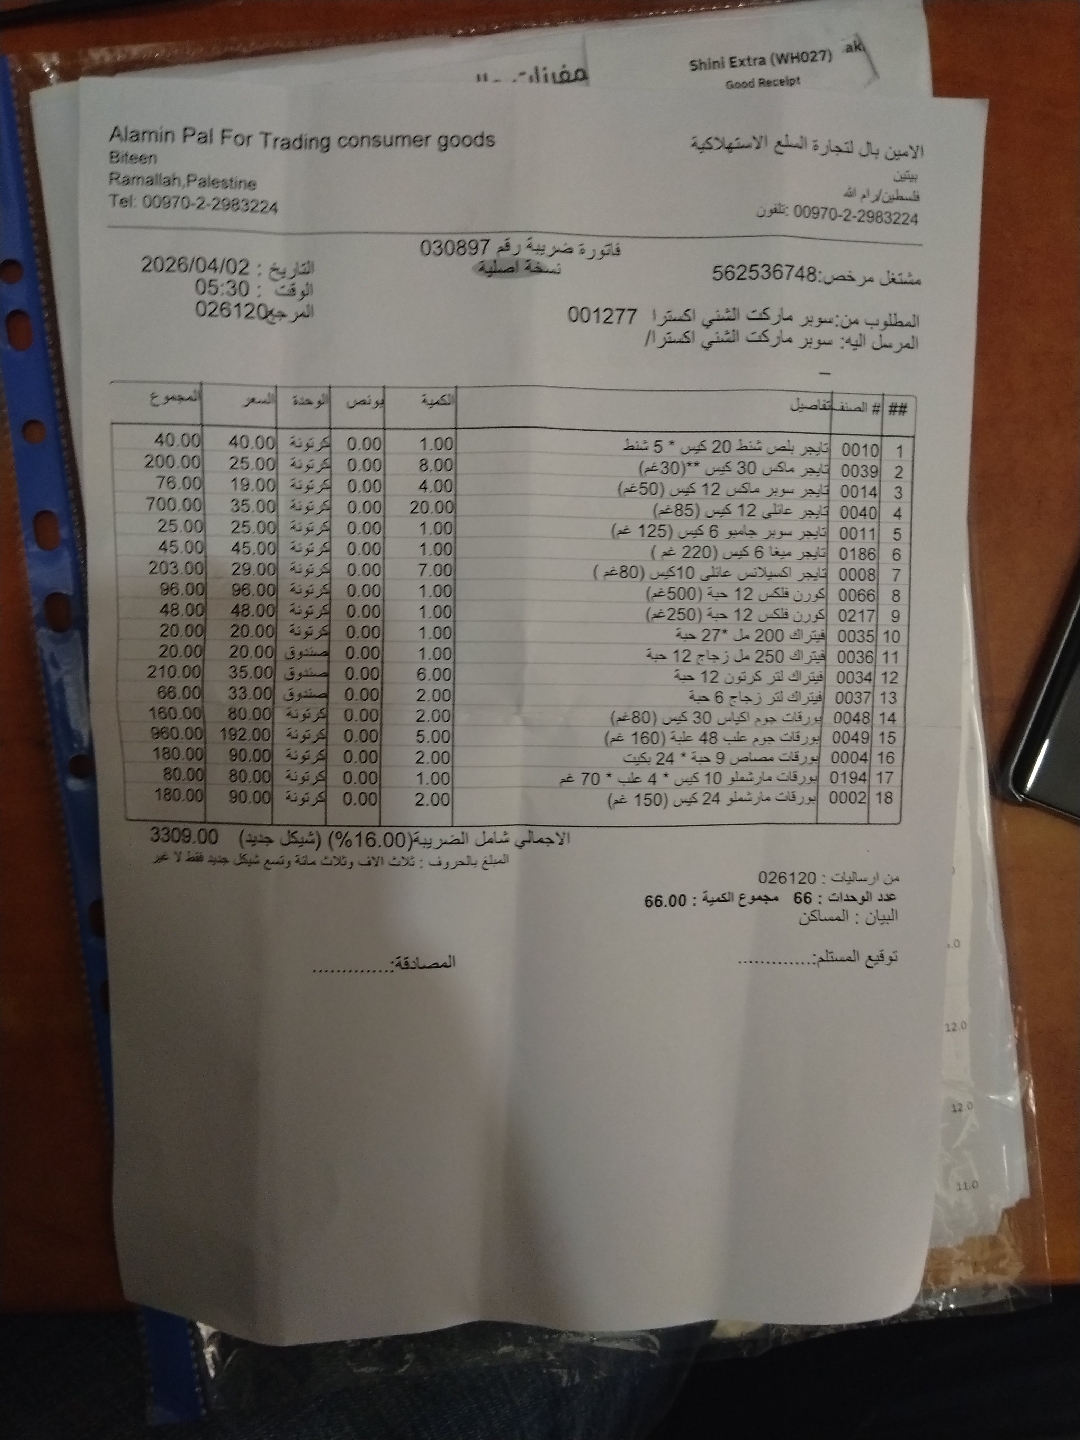 Shini Extra (WH027)
Good Receipt
Alamin Pal For Trading consumer goods
Biteen
Ramallah,Palestine
Tel: 00970-2-2983224
الامين بال لتجارة السلع الاستهلاكية
بيتين
فلسطين/رام الله
تلفون: 00970-2-2983224
فاتورة ضريبة رقم 030897
نسخة اصلية
مشتغل مرخص:562536748
التاريخ : 2026/04/02
الوقت : 05:30
المرجع 026120
المطلوب من:سوبر ماركت الشني اكسترا 001277
المرسل اليه: سوبر ماركت الشني اكسترا/
## # الصنف تفاصيل الكمية بونص الوحدة السعر المجموع
1 0010 تايجر بلص شنط 20 كيس * 5 شنط 1.00 0.00 كرتونة 40.00 40.00
2 0039 تايجر ماكس 30 كيس **(30غم) 8.00 0.00 كرتونة 25.00 200.00
3 0014 تايجر سوبر ماكس 12 كيس (50غم) 4.00 0.00 كرتونة 19.00 76.00
4 0040 تايجر عائلي 12 كيس (85غم) 20.00 0.00 كرتونة 35.00 700.00
5 0011 تايجر سوبر جامبو 6 كيس (125 غم) 1.00 0.00 كرتونة 25.00 25.00
6 0186 تايجر ميغا 6 كيس (220 غم ) 1.00 0.00 كرتونة 45.00 45.00
7 0008 تايجر اكسيلانس عائلي 10كيس (80غم ) 7.00 0.00 كرتونة 29.00 203.00
8 0066 كورن فلكس 12 حبة (500غم) 1.00 0.00 كرتونة 96.00 96.00
9 0217 كورن فلكس 12 حبة (250غم) 1.00 0.00 كرتونة 48.00 48.00
10 0035 فيتراك 200 مل *27 حبة 1.00 0.00 كرتونة 20.00 20.00
11 0036 فيتراك 250 مل زجاج 12 حبة 1.00 0.00 صندوق 20.00 20.00
12 0034 فيتراك لتر كرتون 12 حبة 6.00 0.00 صندوق 35.00 210.00
13 0037 فيتراك لتر زجاج 6 حبة 2.00 0.00 صندوق 33.00 66.00
14 0048 بورقات جوم اكياس 30 كيس (80غم) 2.00 0.00 كرتونة 80.00 160.00
15 0049 بورقات جوم علب 48 علبة (160 غم) 5.00 0.00 كرتونة 192.00 960.00
16 0004 بورقات مصاص 9 حبة * 24 بكيت 2.00 0.00 كرتونة 90.00 180.00
17 0194 بورقات مارشملو 10 كيس * 4 علب * 70 غم 1.00 0.00 كرتونة 80.00 80.00
18 0002 بورقات مارشملو 24 كيس (150 غم) 2.00 0.00 كرتونة 90.00 180.00
الاجمالي شامل الضريبة(16.00%) (شيكل جديد) 3309.00
المبلغ بالحروف : ثلاث الاف وثلاث مائة وتسع شيكل جديد فقط لا غير
من ارساليات : 026120
عدد الوحدات : 66 مجموع الكمية : 66.00
البيان : المساكن
توقيع المستلم:.............
المصادقة:..............
12.0
12.0
11.0